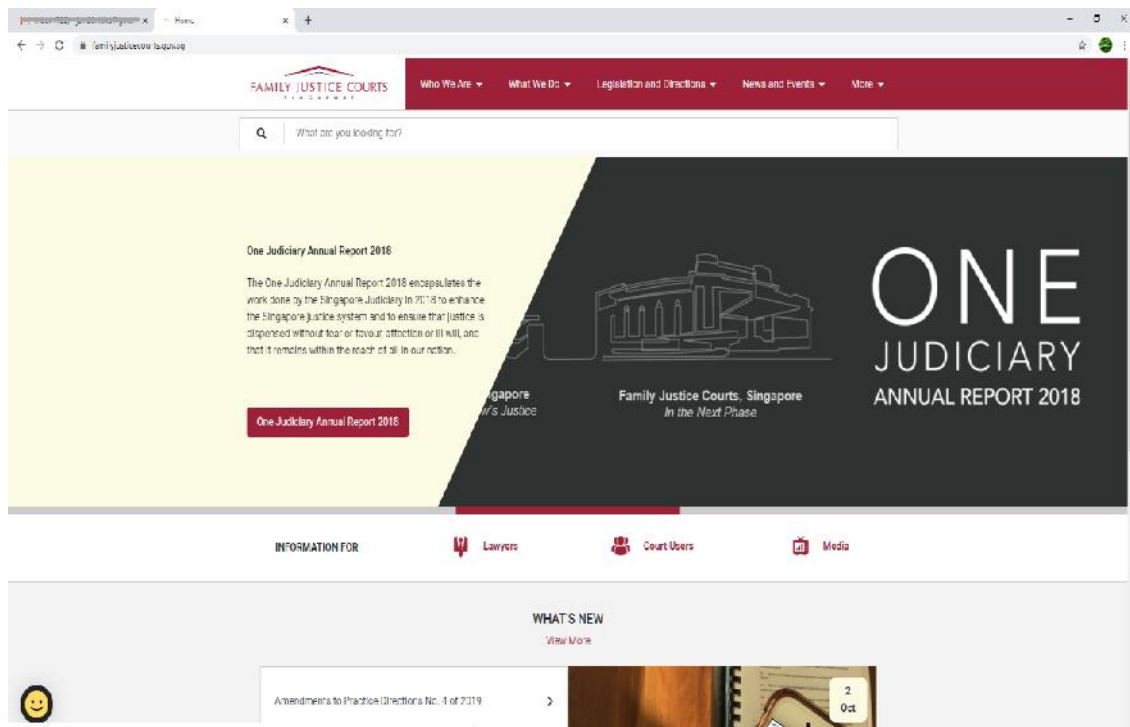 Home
familyjusticecourts.gov.sg
FAMILY JUSTICE COURTS
SINGAPORE
Who We Are
What We Do
Legislation and Directions
News and Events
More
What are you looking for?
One Judiciary Annual Report 2018
The One Judiciary Annual Report 2018 encapsulates the
work done by the Singapore Judiciary in 2018 to enhance
the Singapore justice system and to ensure that justice is
dispensed without fear or favour, affection or ill will, and
that it remains within the reach of all in our nation.
One Judiciary Annual Report 2018
ngapore
w's Justice
Family Justice Courts, Singapore
In the Next Phase
ONE
JUDICIARY
ANNUAL REPORT 2018
INFORMATION FOR
Lawyers
Court Users
Media
WHAT'S NEW
View More
Amendments to Practice Directions No. 4 of 2019
2
Oct